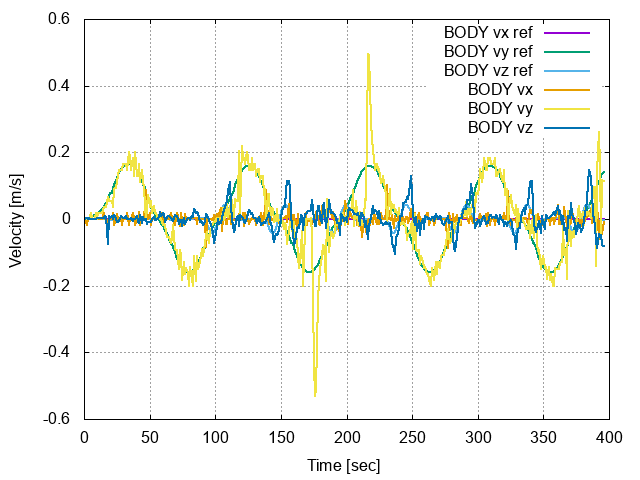 0.6
0.4
0.2
0
-0.2
-0.4
-0.6
Velocity [m/s]
BODY vx ref
BODY vy ref
BODY vz ref
BODY vx
BODY vy
BODY vz
0 50 100 150 200 250 300 350 400
Time [sec]